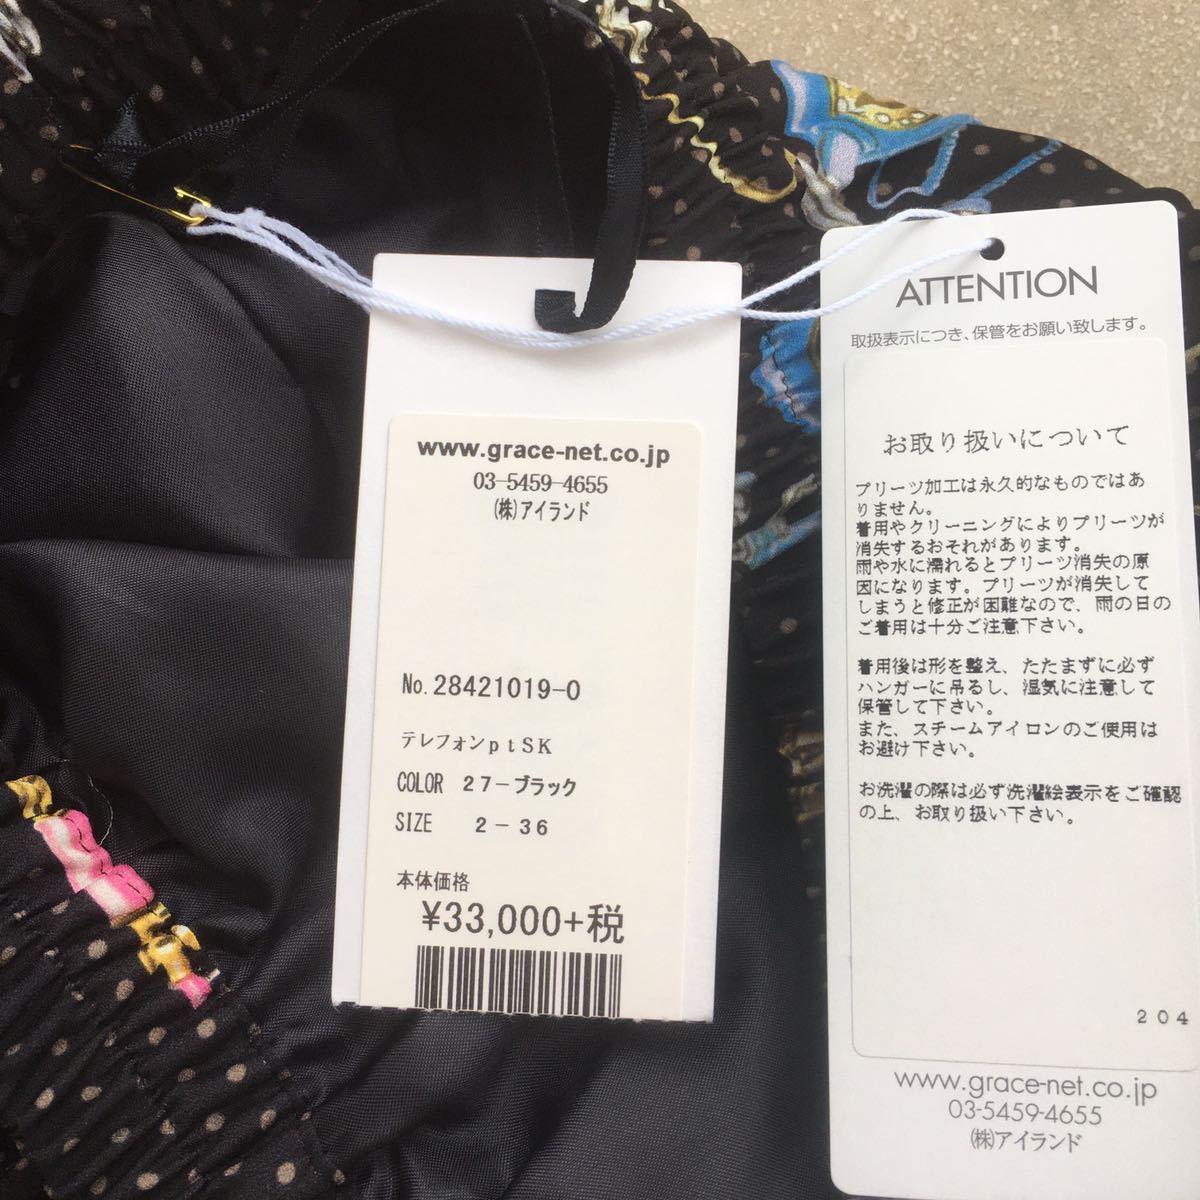 www.grace-net.co.jp
03-5459-4655
(株)アイランド
No.28421019-0
テレフォンptSK
COLOR 27-ブラック
SIZE 2-36
本体価格
¥33,000+税
ATTENTION
取扱表示につき、保管をお願い致します。
お取り扱いについて
プリーツ加工は永久的なものではあ
りません。
着用やクリーニングによりプリーツが
消失するおそれがあります。
雨や水に濡れるとプリーツ消失の原
因になります。プリーツが消失して
しまうと修正が困難なので、雨の日の
ご着用は十分ご注意下さい。
着用後は形を整え、たたまずに必ず
ハンガーに吊るし、湿気に注意して
保管して下さい。
また、スチームアイロンのご使用は
お避け下さい。
お洗濯の際は必ず洗濯絵表示をご確認
の上、お取り扱い下さい。
204
www.grace-net.co.jp
03-5459-4655
(株)アイランド